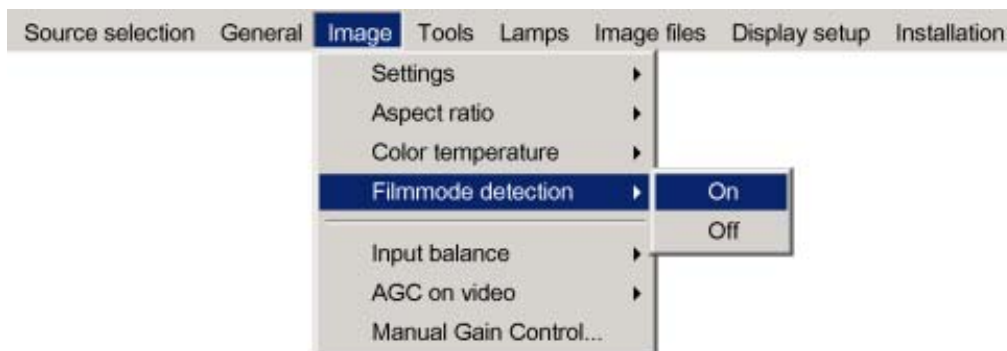 Source selection General Image Tools Lamps Image files Display setup Installation
Settings
Aspect ratio
Color temperature
Filmmode detection
On
Off
Input balance
AGC on video
Manual Gain Control...